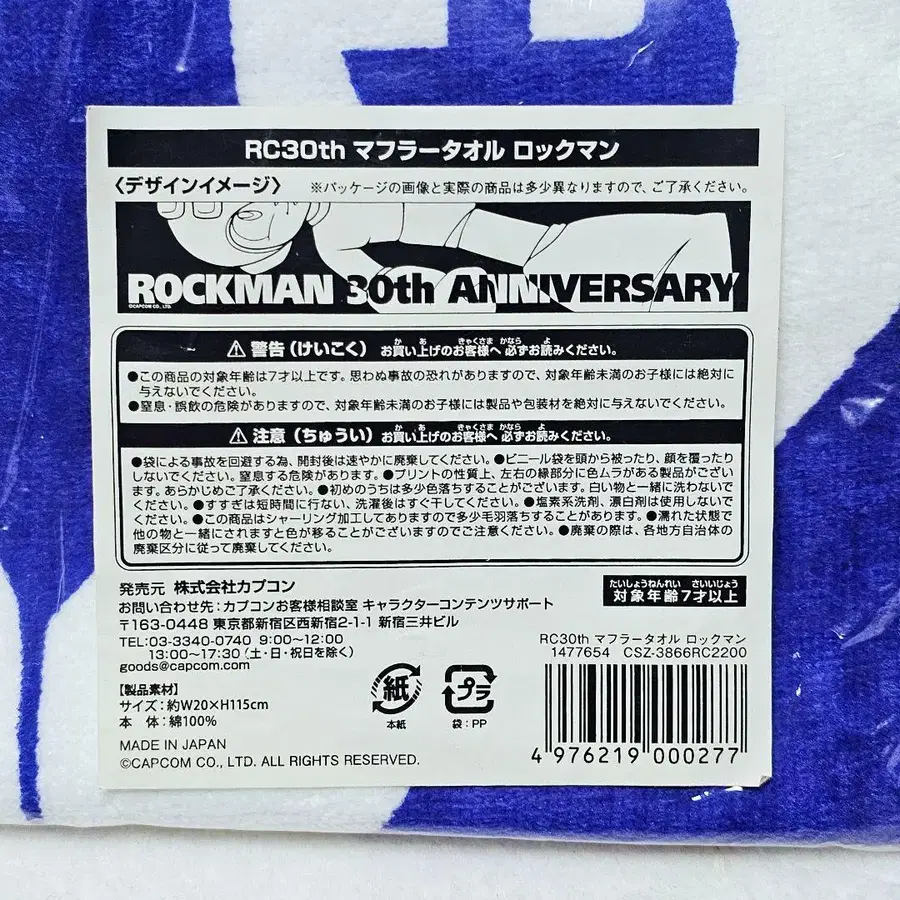 RC30th マフラータオル ロックマン
〈デザインイメージ〉 ※パッケージの画像と実際の商品は多少異なりますので、ご了承ください。
ROCKMAN 30th ANNIVERSARY
©CAPCOM CO., LTD.
⚠ 警告(けいこく) お買い上げのお客様へ 必ずお読みください。
か あ きゃくさま かなら よ
●この商品の対象年齢は7才以上です。思わぬ事故の恐れがありますので、対象年齢未満のお子様には絶対に
与えないでください。
●窒息・誤飲の危険がありますので、対象年齢未満のお子様には製品や包装材を絶対に与えないでください。
⚠ 注意(ちゅうい) お買い上げのお客様へ 必ずお読みください。
か あ きゃくさま かなら よ
●袋による事故を回避する為、開封後は速やかに廃棄してください。●ビニール袋を頭から被ったり、顔を覆ったり
しないでください。窒息する危険があります。●プリントの性質上、左右の縁部分に色ムラがある製品がござい
ます。あらかじめご了承ください。●初めのうちは多少色落ちすることがございます。白い物と一緒に洗わないで
ください。●すすぎは短時間に行ない、洗濯後はすぐ干してください。●塩素系洗剤、漂白剤は使用しないで
ください。●この商品はシャーリング加工してありますので多少毛羽落ちすることがあります。●濡れた状態で
他の物と一緒にされますと色が移ることがございますのでご注意ください。●廃棄の際は、各地方自治体の
廃棄区分に従って廃棄してください。
発売元 株式会社カプコン
お問い合わせ先:カプコンお客様相談室 キャラクターコンテンツサポート
〒163-0448 東京都新宿区西新宿2-1-1 新宿三井ビル
TEL:03-3340-0740 9:00~12:00
13:00~17:30(土・日・祝日を除く)
goods@capcom.com
たいしょうねんれい さいいじょう
対象年齢7才以上
RC30th マフラータオル ロックマン
1477654 CSZ-3866RC2200
【製品素材】
サイズ:約W20×H115cm
本 体:綿100%
紙
本紙
プラ
袋:PP
MADE IN JAPAN
©CAPCOM CO., LTD. ALL RIGHTS RESERVED.
4 976219 000277